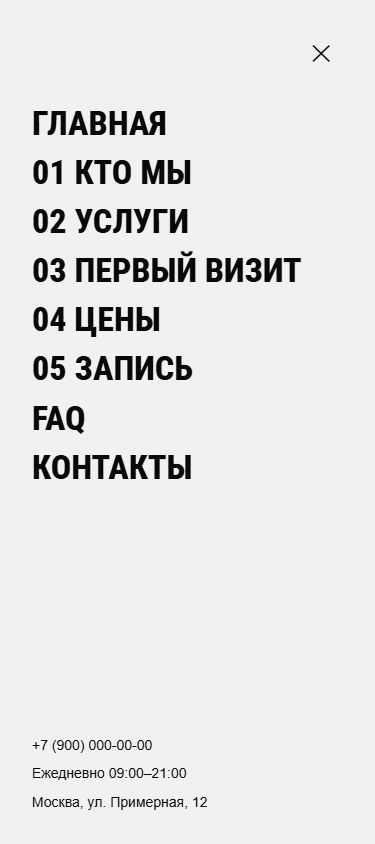 ГЛАВНАЯ
01 КТО МЫ
02 УСЛУГИ
03 ПЕРВЫЙ ВИЗИТ
04 ЦЕНЫ
05 ЗАПИСЬ
FAQ
КОНТАКТЫ
+7 (900) 000-00-00
Ежедневно 09:00–21:00
Москва, ул. Примерная, 12